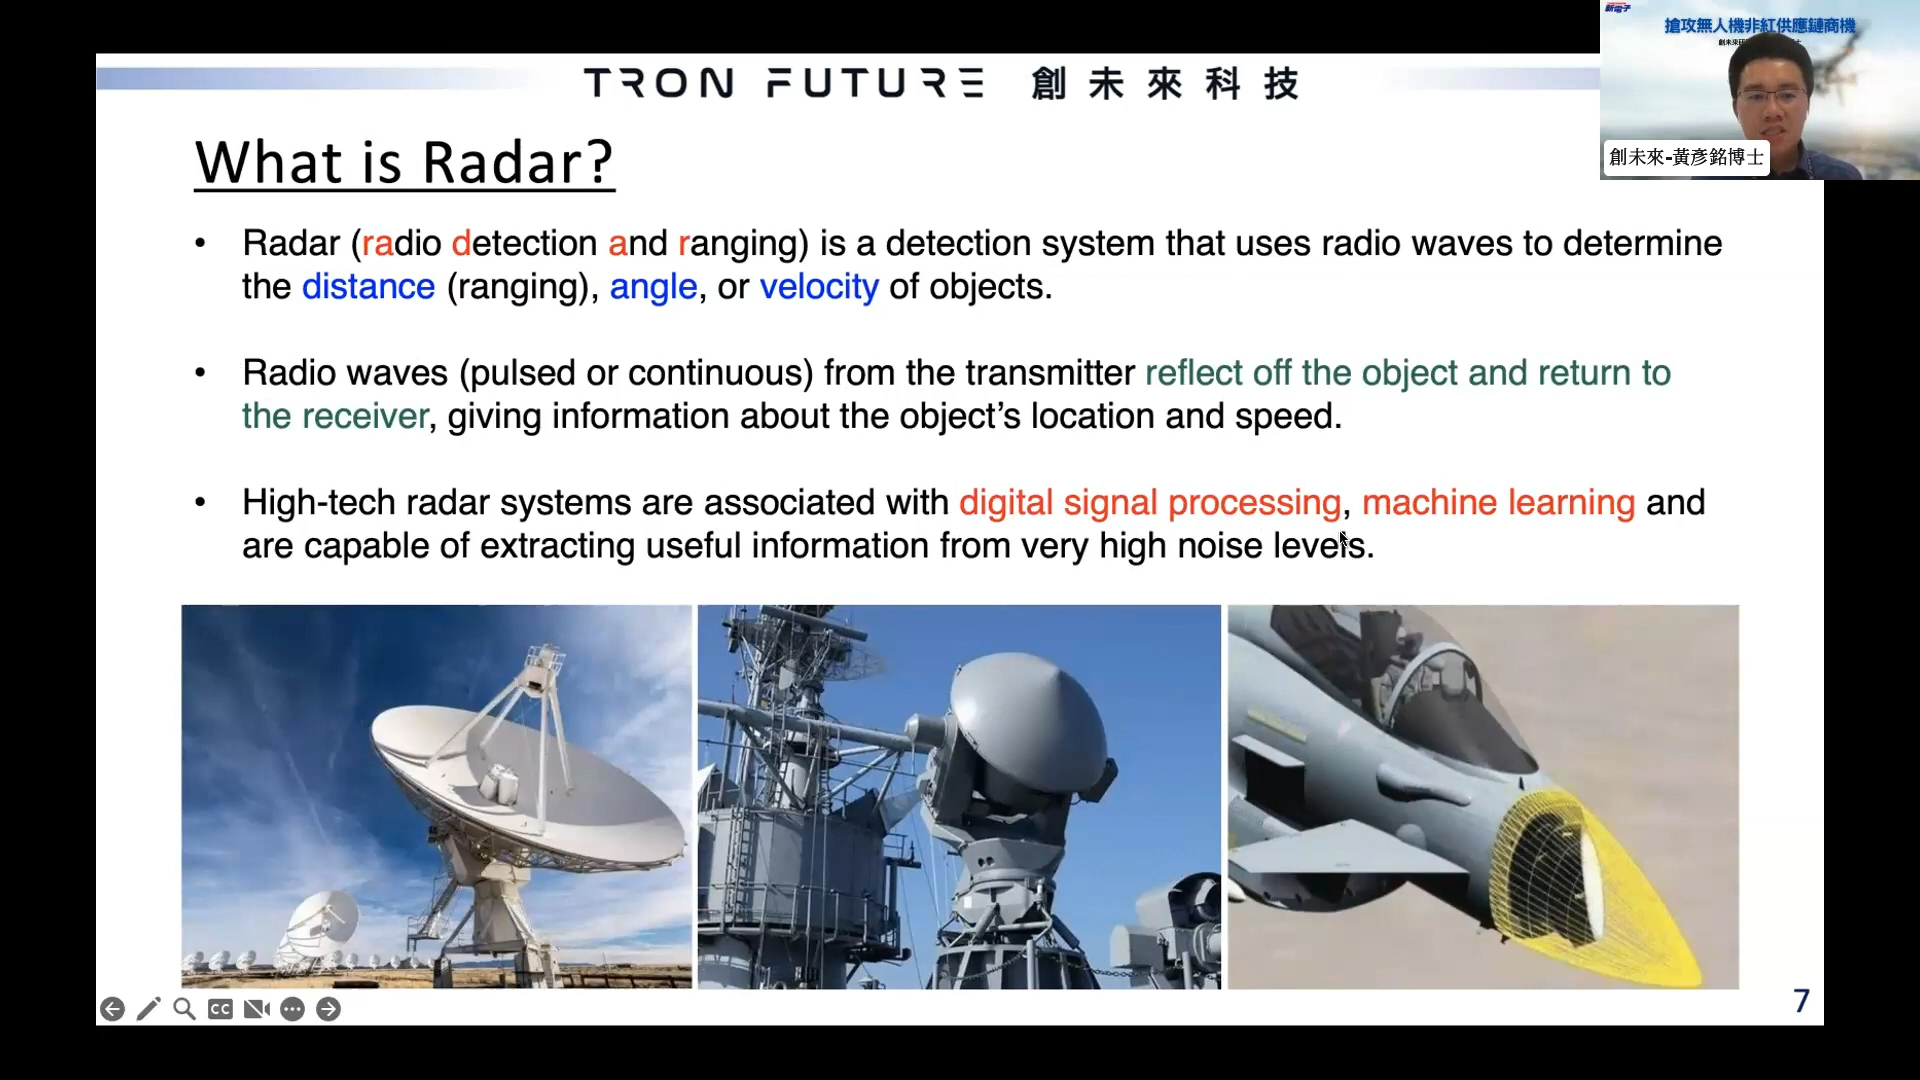 新電子
搶攻無人機非紅供應鏈商機
創未來-黃彥銘博士
TRON FUTURE 創未來科技
What is Radar?
• Radar (radio detection and ranging) is a detection system that uses radio waves to determine
the distance (ranging), angle, or velocity of objects.
• Radio waves (pulsed or continuous) from the transmitter reflect off the object and return to
the receiver, giving information about the object’s location and speed.
• High-tech radar systems are associated with digital signal processing, machine learning and
are capable of extracting useful information from very high noise levels.
CC
7